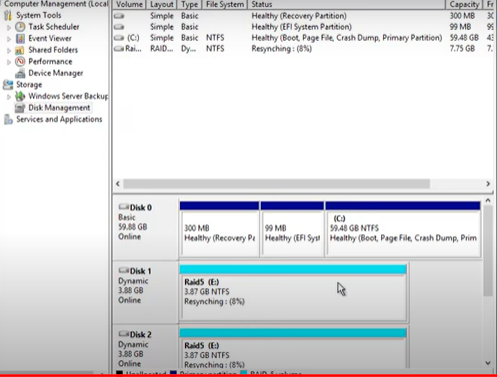 Computer Management (Local
System Tools
Task Scheduler
Event Viewer
Shared Folders
Performance
Device Manager
Storage
Windows Server Backup
Disk Management
Services and Applications
Volume Layout Type File System Status Capacity Fr
Simple Basic Healthy (Recovery Partition) 300 MB 30
Simple Basic Healthy (EFI System Partition) 99 MB 99
(C:) Simple Basic NTFS Healthy (Boot, Page File, Crash Dump, Primary Partition) 59.48 GB 43
Rai... RAID... Dy... NTFS Resynching : (8%) 7.75 GB 7.
Disk 0
Basic
59.88 GB
Online
300 MB
Healthy (Recovery Pa
99 MB
Healthy (EFI Syst
(C:)
59.48 GB NTFS
Healthy (Boot, Page File, Crash Dump, Prim
Disk 1
Dynamic
3.88 GB
Online
Raid5 (E:)
3.87 GB NTFS
Resynching : (8%)
Disk 2
Dynamic
3.88 GB
Online
Raid5 (E:)
3.87 GB NTFS
Resynching : (8%)